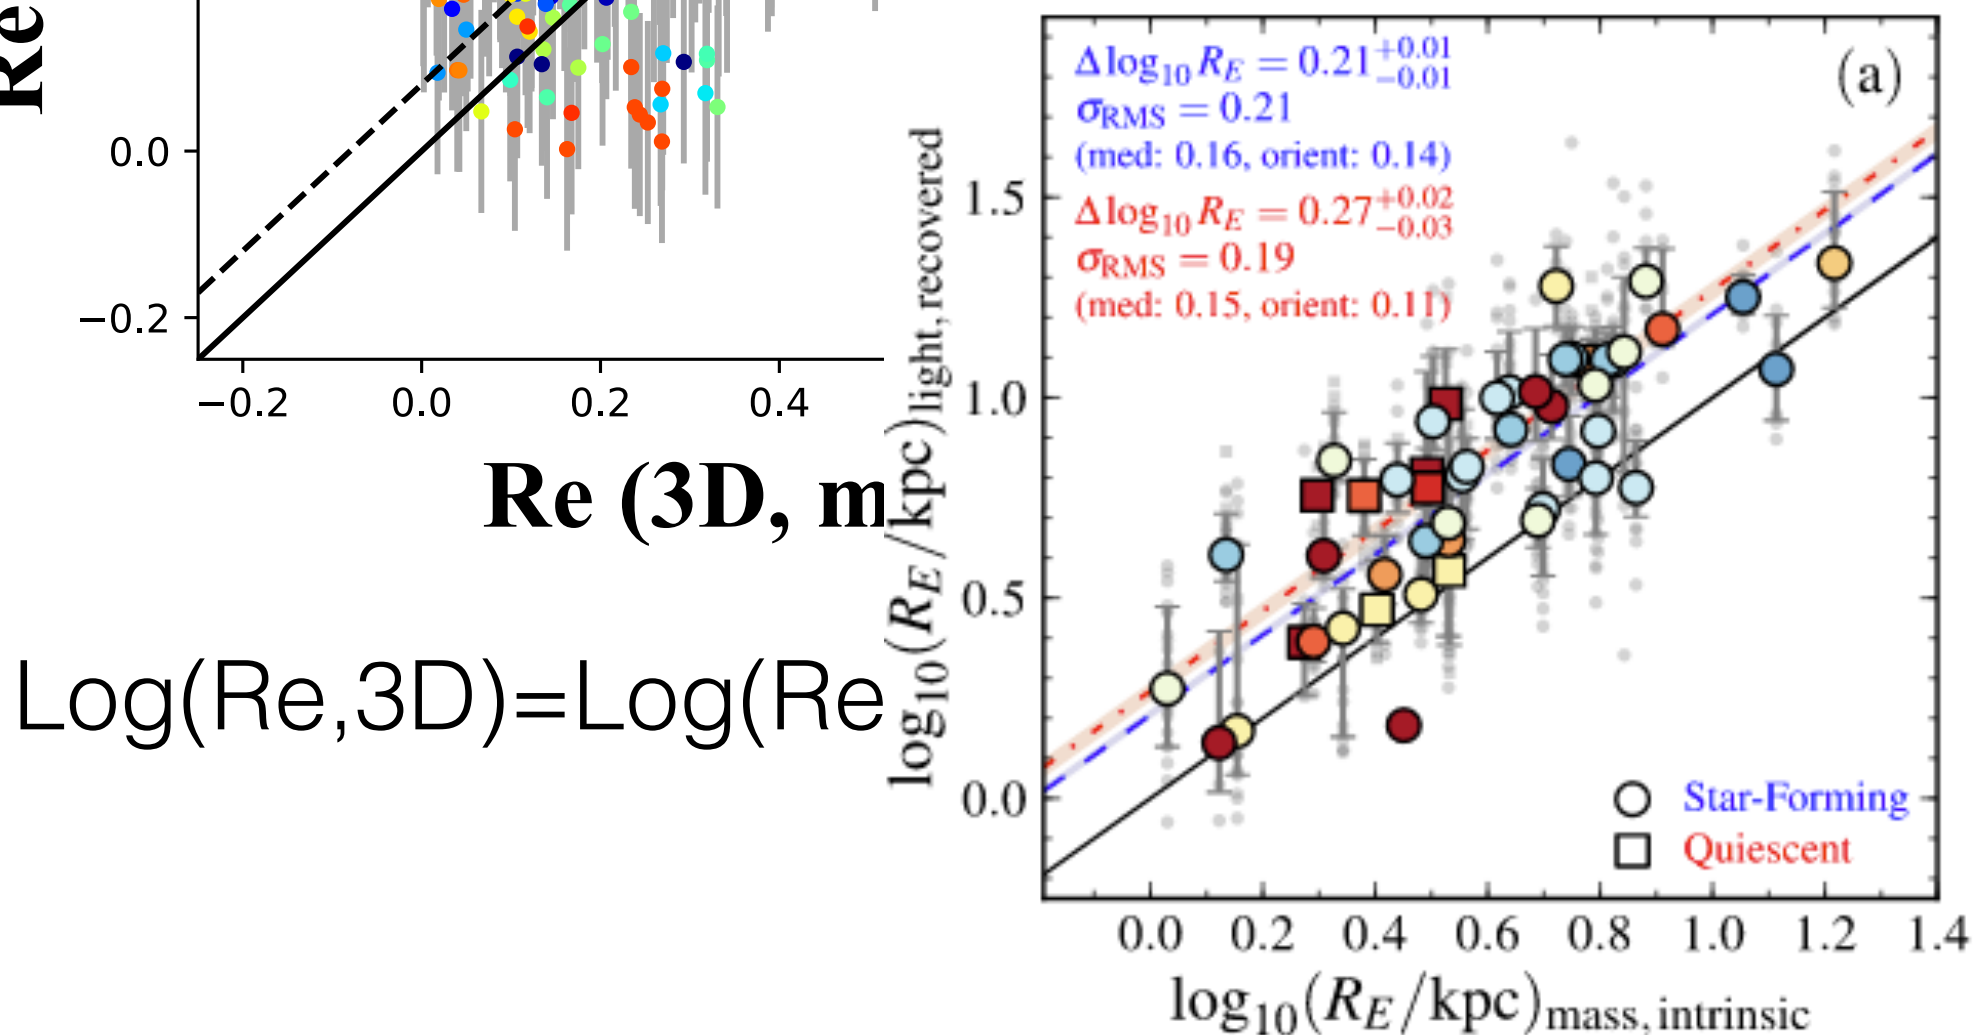 Re
0.0
−0.2
−0.2 0.0 0.2 0.4
Re (3D, m
Log(Re,3D)=Log(Re
Δlog₁₀ R_E = 0.21 +0.01 −0.01
σRMS = 0.21
(med: 0.16, orient: 0.14)
Δlog₁₀ R_E = 0.27 +0.02 −0.03
σRMS = 0.19
(med: 0.15, orient: 0.11)
(a)
log₁₀(R_E/kpc)light, recovered
1.5
1.0
0.5
0.0
Star-Forming
Quiescent
0.0 0.2 0.4 0.6 0.8 1.0 1.2 1.4
log₁₀(R_E/kpc)mass, intrinsic